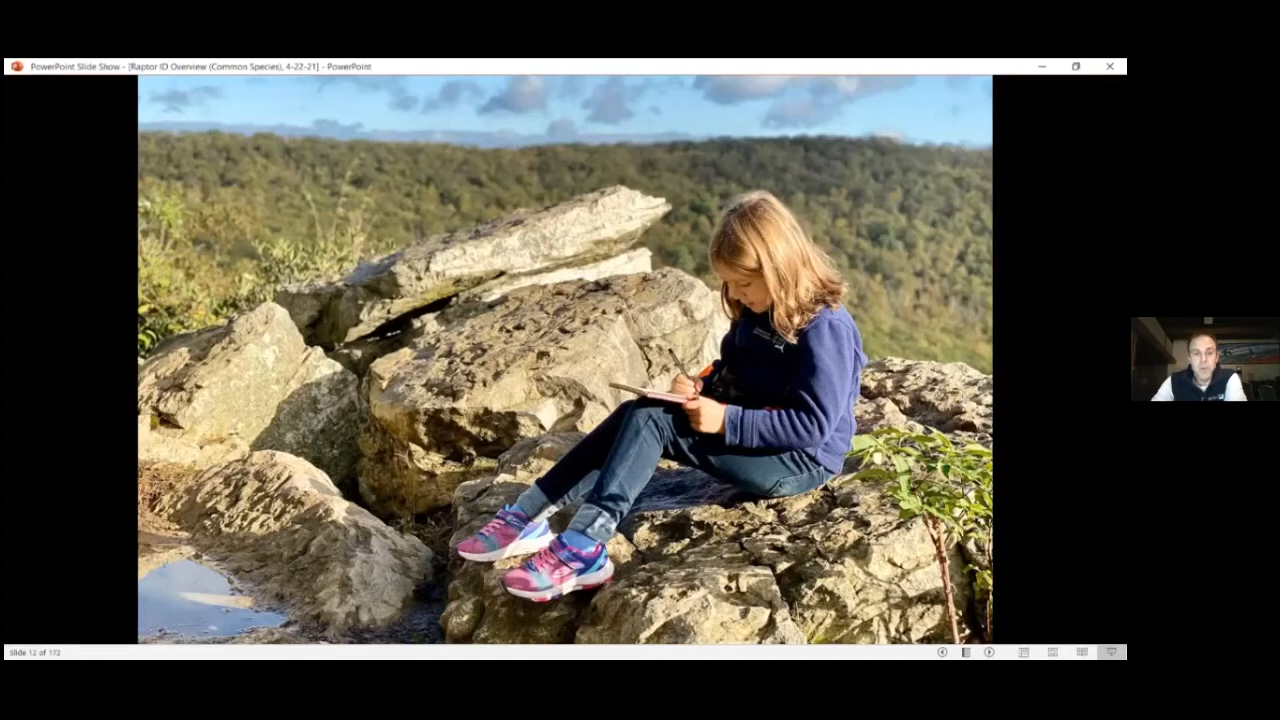 PowerPoint Slide Show - [Raptor ID Overview (Common Species), 4-22-21] - PowerPoint
Slide 12 of 172